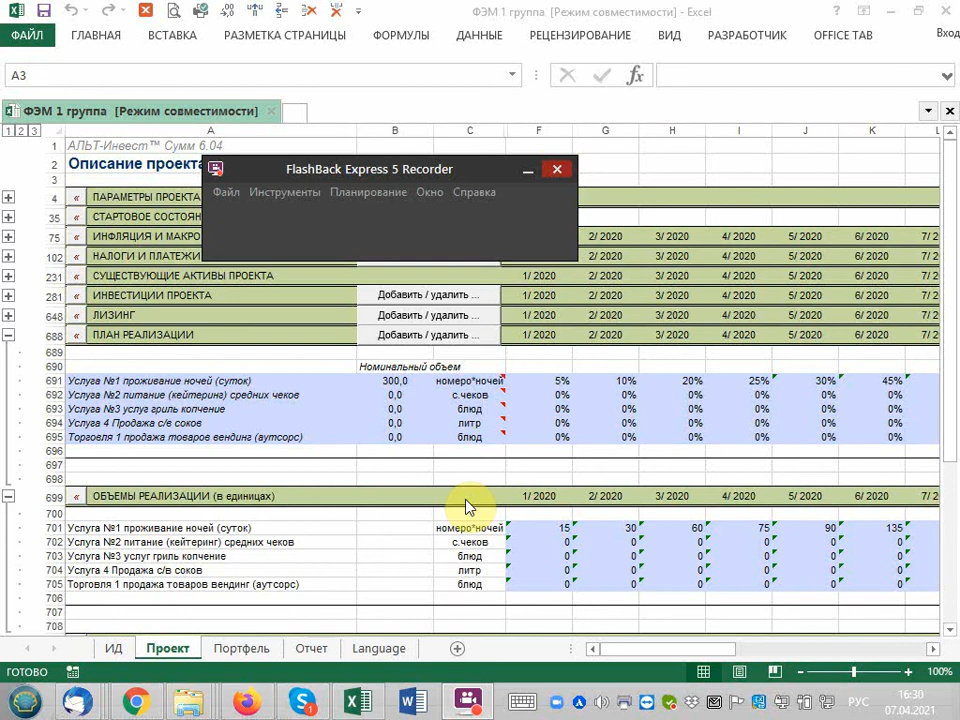 ФЭМ 1 группа [Режим совместимости] - Excel
ФАЙЛ ГЛАВНАЯ ВСТАВКА РАЗМЕТКА СТРАНИЦЫ ФОРМУЛЫ ДАННЫЕ РЕЦЕНЗИРОВАНИЕ ВИД РАЗРАБОТЧИК OFFICE TAB Вход
A3 fx
ФЭМ 1 группа [Режим совместимости]
1 2 3 A B C F G H I J K L
1 АЛЬТ-Инвест™ Сумм 6.04
2 Описание проекта
FlashBack Express 5 Recorder
Файл Инструменты Планирование Окно Справка
3
4 « ПАРАМЕТРЫ ПРОЕКТА
35 « СТАРТОВОЕ СОСТОЯН
75 « ИНФЛЯЦИЯ И МАКРО 2/ 2020 3/ 2020 4/ 2020 5/ 2020 6/ 2020 7/ 2
102 « НАЛОГИ И ПЛАТЕЖИ 2/ 2020 3/ 2020 4/ 2020 5/ 2020 6/ 2020 7/ 2
231 « СУЩЕСТВУЮЩИЕ АКТИВЫ ПРОЕКТА 1/ 2020 2/ 2020 3/ 2020 4/ 2020 5/ 2020 6/ 2020 7/ 2
281 « ИНВЕСТИЦИИ ПРОЕКТА Добавить / удалить ... 1/ 2020 2/ 2020 3/ 2020 4/ 2020 5/ 2020 6/ 2020 7/ 2
648 « ЛИЗИНГ Добавить / удалить ... 1/ 2020 2/ 2020 3/ 2020 4/ 2020 5/ 2020 6/ 2020 7/ 2
688 « ПЛАН РЕАЛИЗАЦИИ Добавить / удалить ... 1/ 2020 2/ 2020 3/ 2020 4/ 2020 5/ 2020 6/ 2020 7/ 2
689
690 Номинальный объем
691 Услуга №1 проживание ночей (суток) 300,0 номеро*ночей 5% 10% 20% 25% 30% 45%
692 Услуга №2 питание (кейтеринг) средних чеков 0,0 с.чеков 0% 0% 0% 0% 0% 0%
693 Услуга №3 услуг гриль копчение 0,0 блюд 0% 0% 0% 0% 0% 0%
694 Услуга 4 Продажа с/в соков 0,0 литр 0% 0% 0% 0% 0% 0%
695 Торговля 1 продажа товаров вендинг (аутсорс) 0,0 блюд 0% 0% 0% 0% 0% 0%
696
697
698
699 « ОБЪЕМЫ РЕАЛИЗАЦИИ (в единицах) 1/ 2020 2/ 2020 3/ 2020 4/ 2020 5/ 2020 6/ 2020 7/ 2
700
701 Услуга №1 проживание ночей (суток) номеро*ночей 15 30 60 75 90 135
702 Услуга №2 питание (кейтеринг) средних чеков с.чеков 0 0 0 0 0 0
703 Услуга №3 услуг гриль копчение блюд 0 0 0 0 0 0
704 Услуга 4 Продажа с/в соков литр 0 0 0 0 0 0
705 Торговля 1 продажа товаров вендинг (аутсорс) блюд 0 0 0 0 0 0
706
707
708
ИД Проект Портфель Отчет Language
ГОТОВО 100%
РУС 16:30
07.04.2021